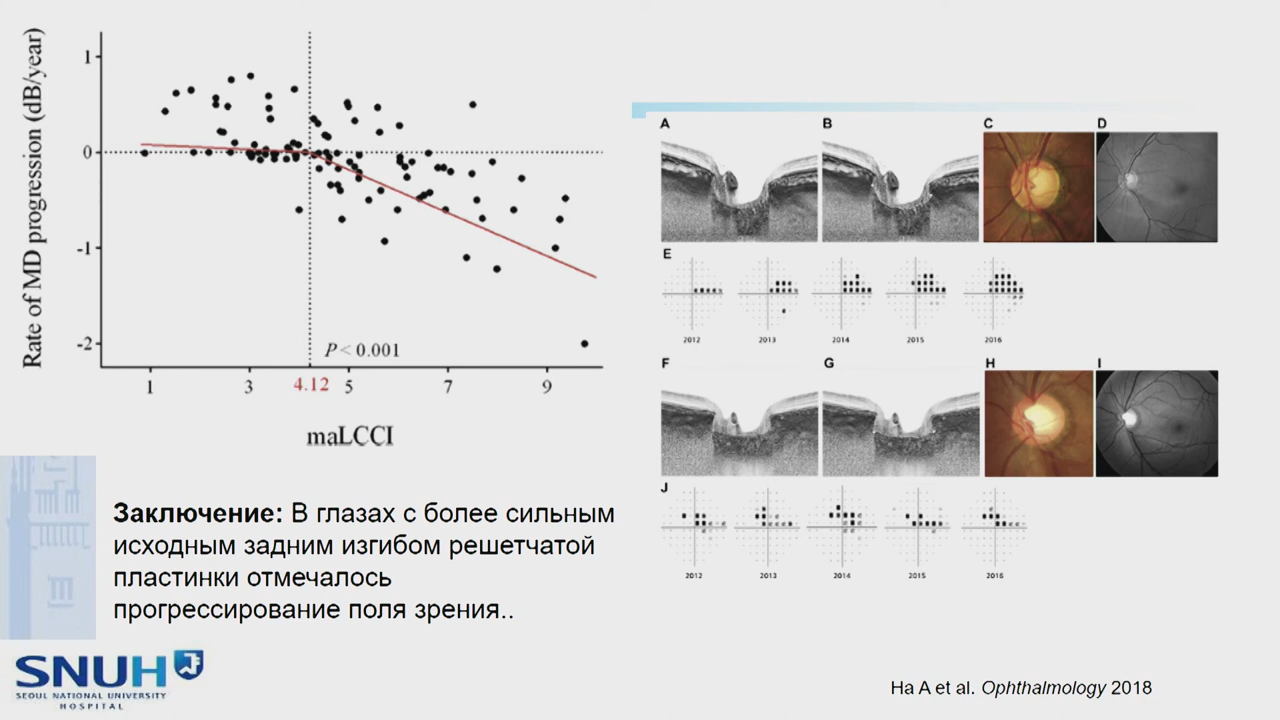 Rate of MD progression (dB/year)
1
0
-1
-2
P < 0.001
1
3
4.12
5
7
9
maLCCI
A
B
C
D
E
2012
2013
2014
2015
2016
F
G
H
I
J
2012
2013
2014
2015
2016
Заключение: В глазах с более сильным
исходным задним изгибом решетчатой
пластинки отмечалось
прогрессирование поля зрения..
SNUH
SEOUL NATIONAL UNIVERSITY
HOSPITAL
Ha A et al. Ophthalmology 2018